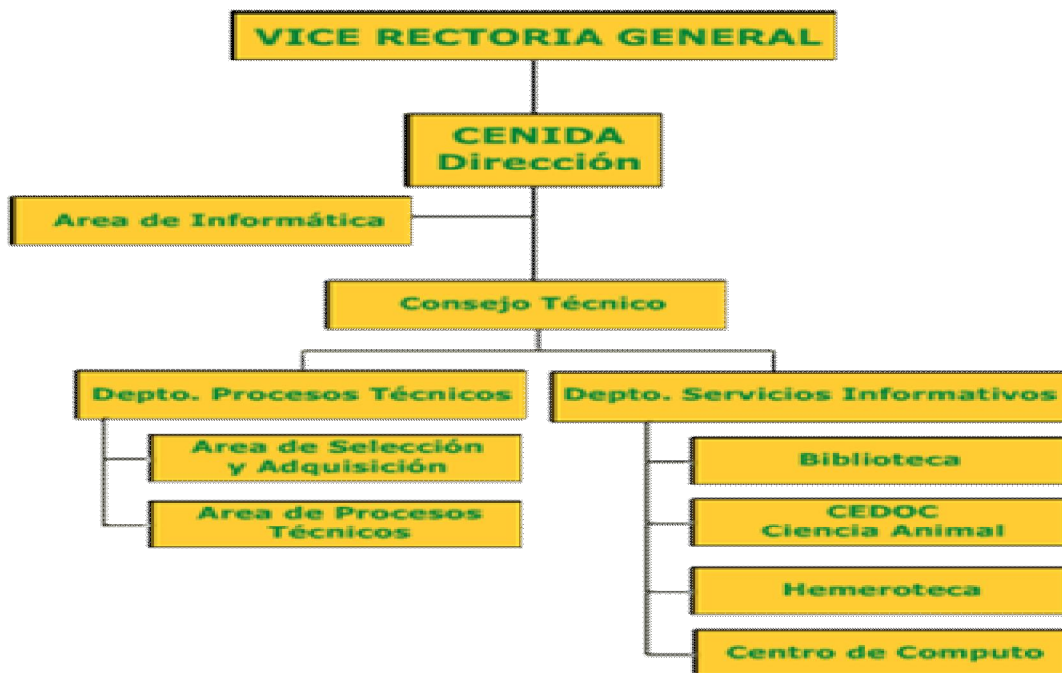 VICE RECTORIA GENERAL
CENIDA
Dirección
Area de Informática
Consejo Técnico
Depto. Procesos Técnicos
Area de Selección
y Adquisición
Area de Procesos
Técnicos
Depto. Servicios Informativos
Biblioteca
CEDOC
Ciencia Animal
Hemeroteca
Centro de Computo